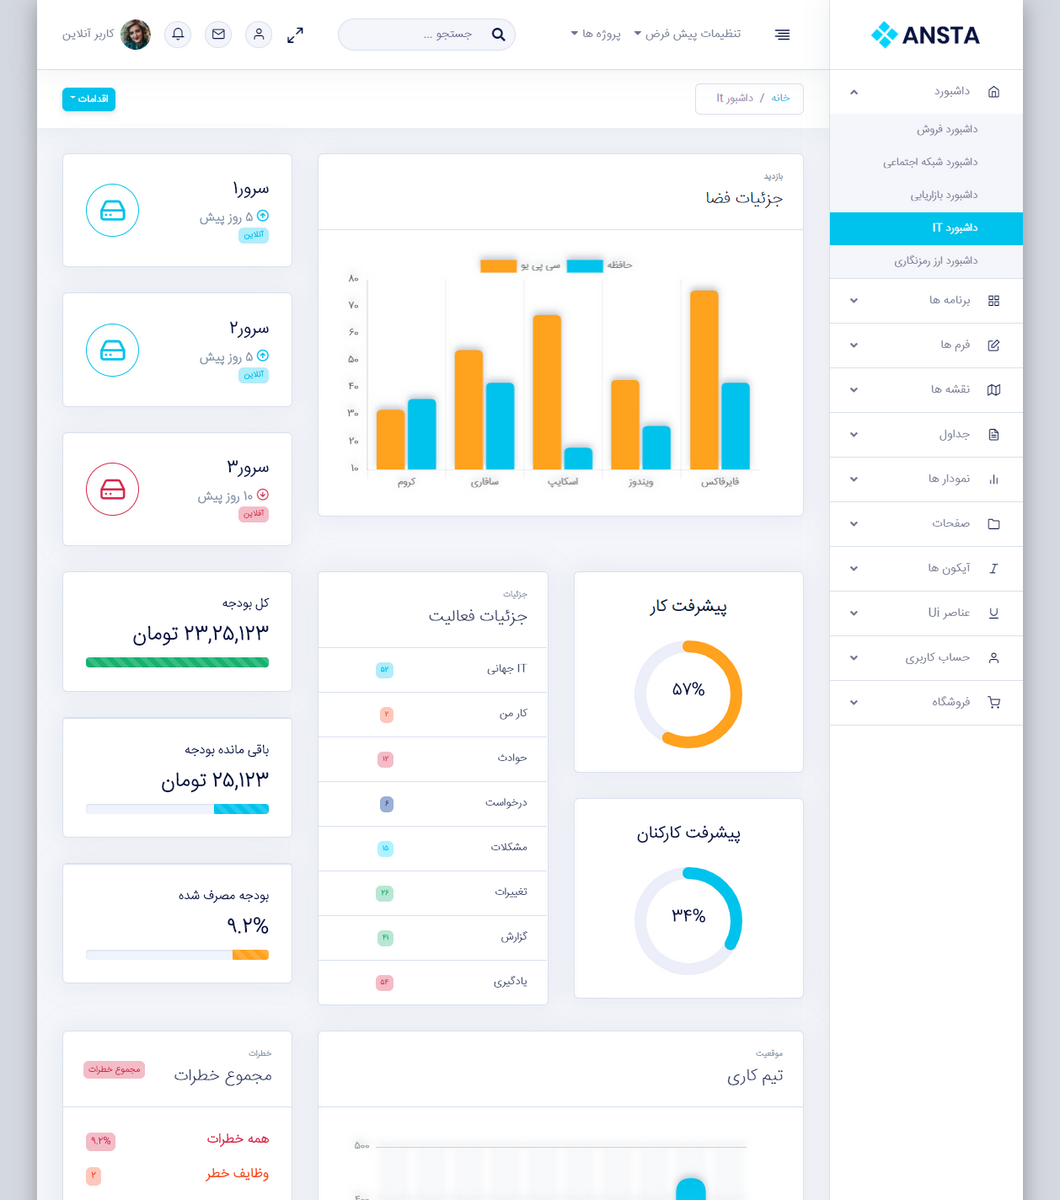 ANSTA
تنظیمات پیش فرض
پروژه ها
جستجو ...
کاربر آنلاین
داشبورد
داشبورد فروش
داشبورد شبکه اجتماعی
داشبورد بازاریابی
داشبورد IT
داشبورد ارز رمزنگاری
برنامه ها
فرم ها
نقشه ها
جداول
نمودار ها
صفحات
آیکون ها
عناصر Ui
حساب کاربری
فروشگاه
خانه / داشبور It
اقدامات
بازدید
جزئیات فضا
حافظه
سی پی یو
۸۰
۷۰
۶۰
۵۰
۴۰
۳۰
۲۰
۱۰
کروم
سافاری
اسکایپ
ویندوز
فایرفاکس
سرور۱
۵ روز پیش
آنلاین
سرور۲
۵ روز پیش
آنلاین
سرور۳
۱۰ روز پیش
آفلاین
پیشرفت کار
۵۷%
پیشرفت کارکنان
۳۴%
جزئیات
جزئیات فعالیت
IT جهانی ۵۲
کار من ۲
حوادث ۱۲
درخواست ۶
مشکلات ۱۵
تغییرات ۲۶
گزارش ۴۱
یادگیری ۵۴
کل بودجه
۲۳,۲۵,۱۲۳ تومان
باقی مانده بودجه
۲۵,۱۲۳ تومان
بودجه مصرف شده
۹.۲%
موقعیت
تیم کاری
۵۰۰
خطرات
مجموع خطرات
مجموع خطرات
همه خطرات ۹.۲%
وظایف خطر ۲